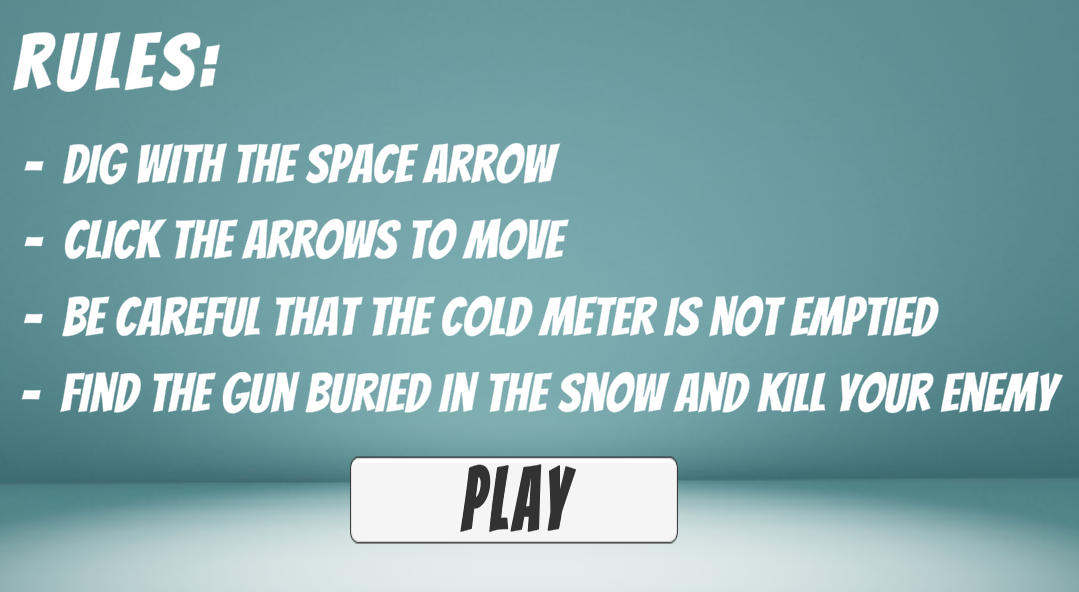 RULES:
- DIG WITH THE SPACE ARROW
- CLICK THE ARROWS TO MOVE
- BE CAREFUL THAT THE COLD METER IS NOT EMPTIED
- FIND THE GUN BURIED IN THE SNOW AND KILL YOUR ENEMY
PLAY